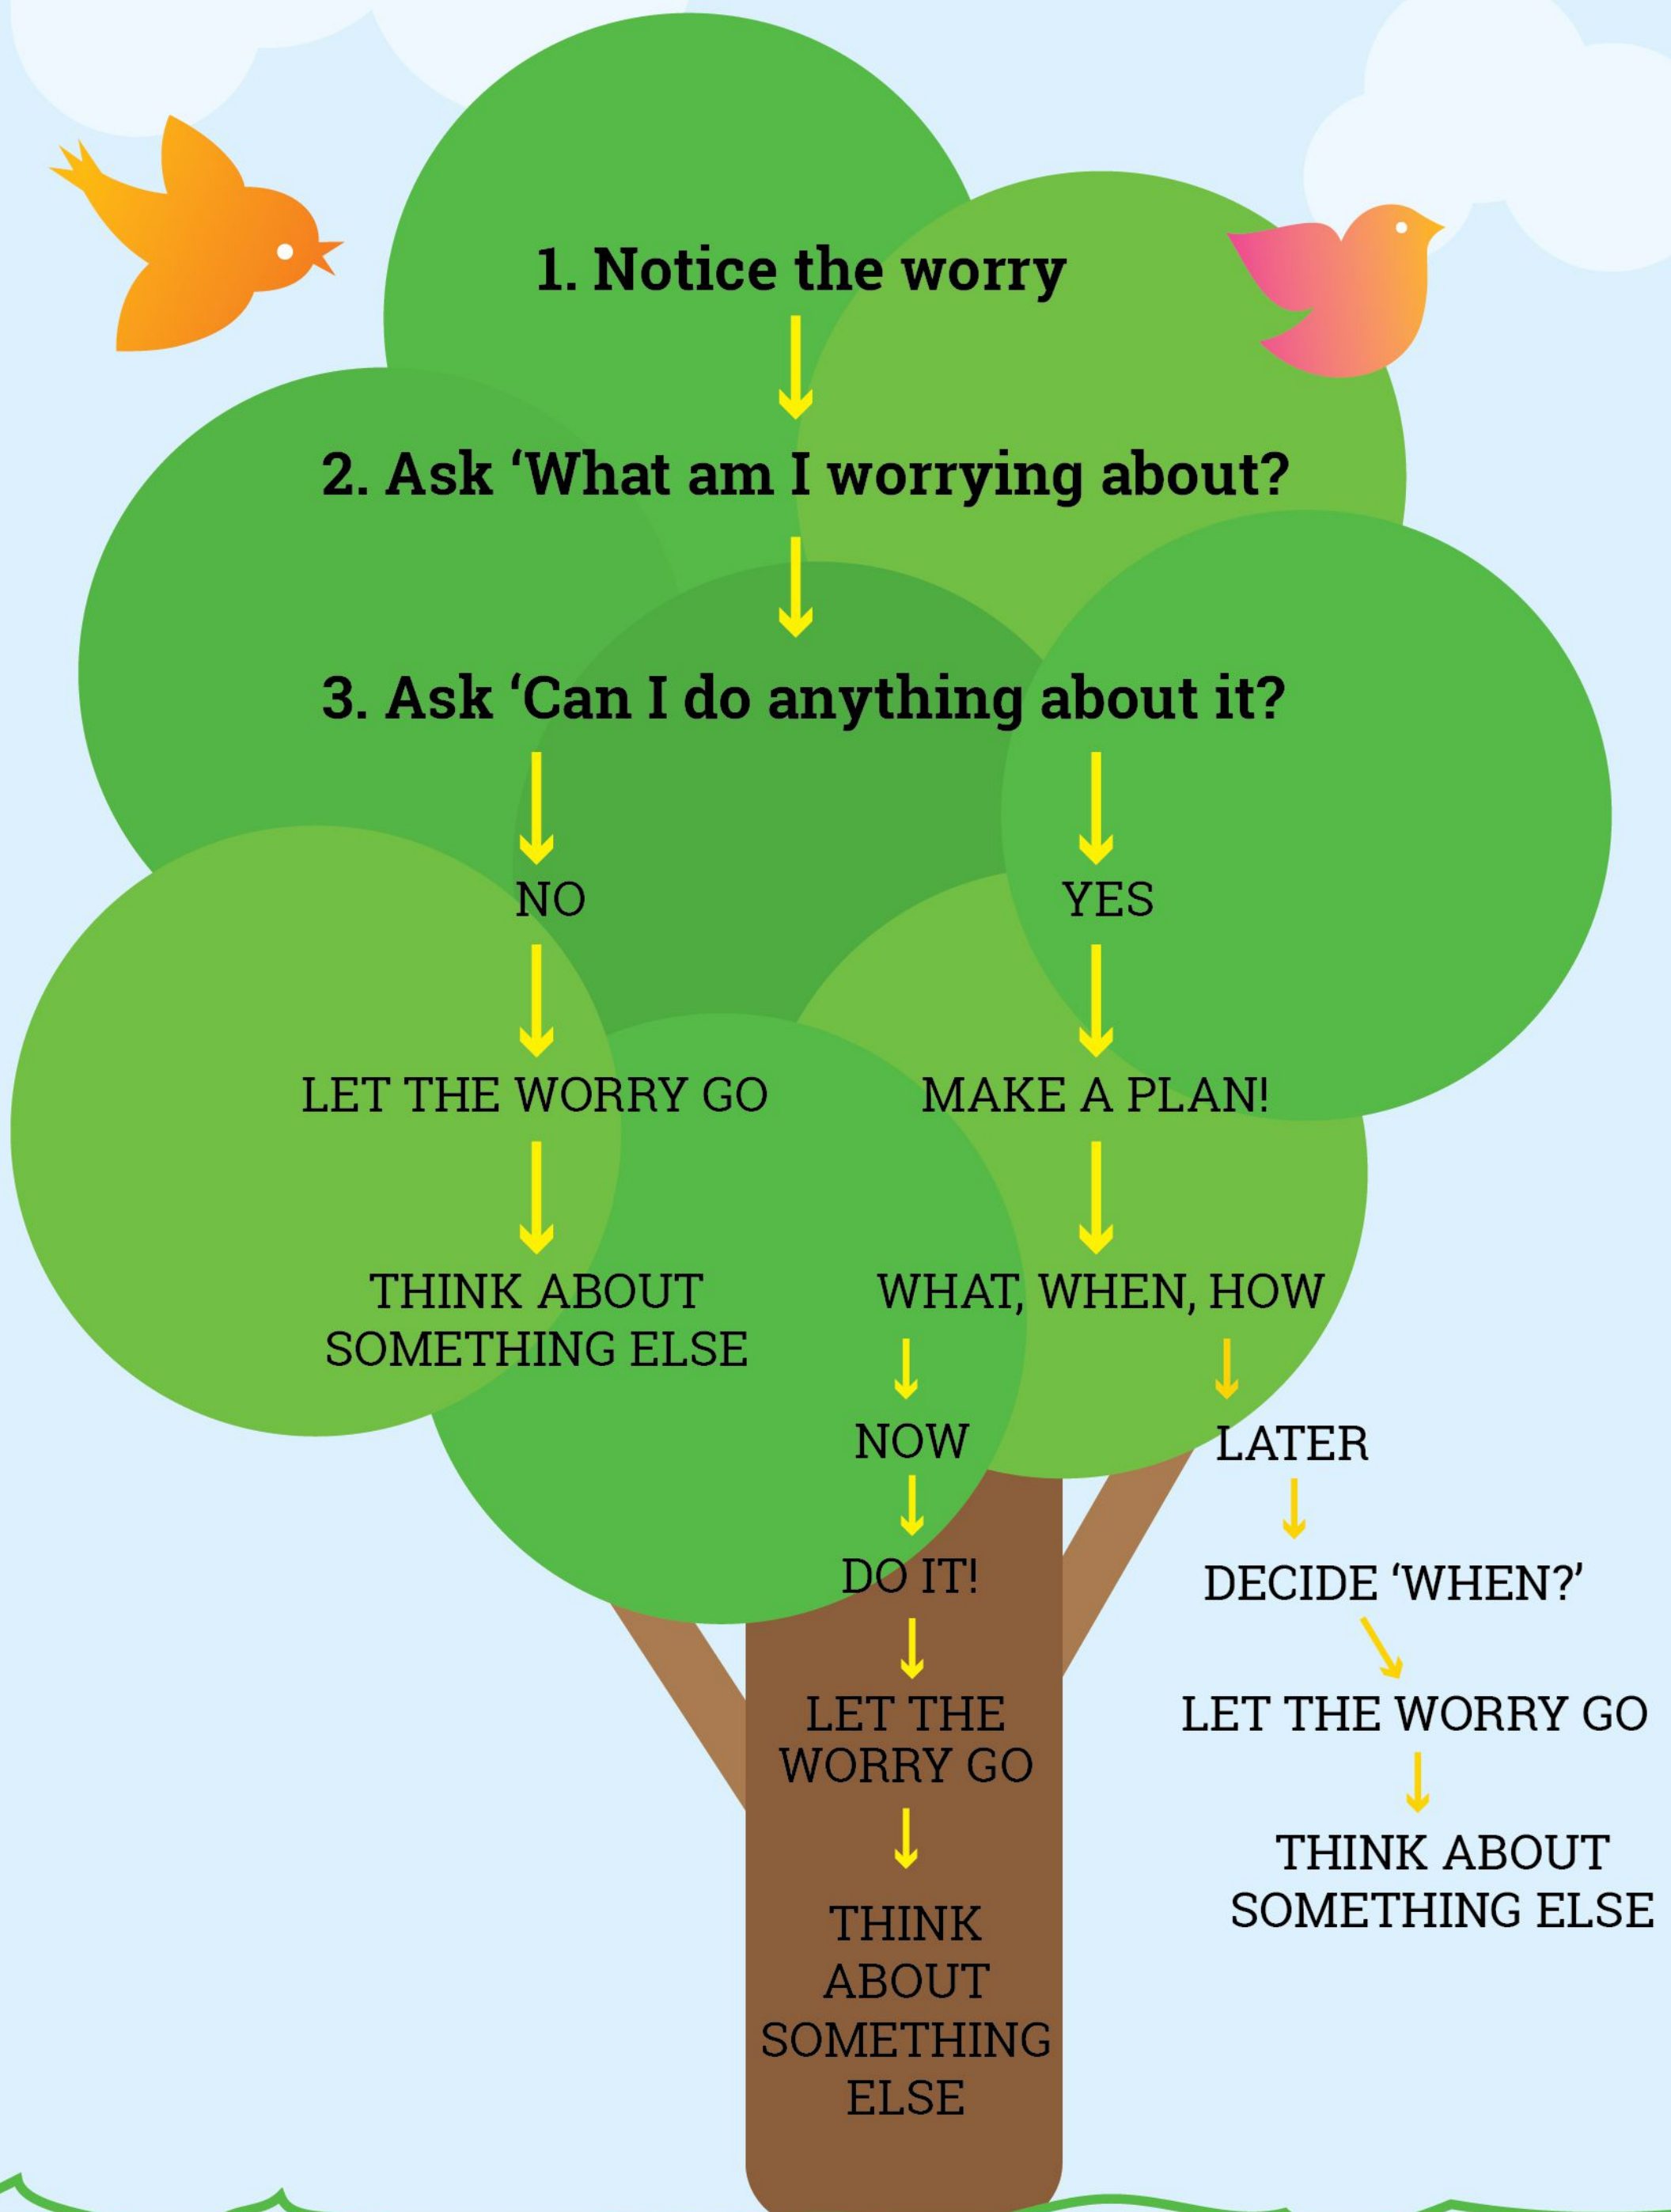 1. Notice the worry
2. Ask ‘What am I worrying about?
3. Ask ‘Can I do anything about it?
NO
YES
LET THE WORRY GO
MAKE A PLAN!
THINK ABOUT
SOMETHING ELSE
WHAT, WHEN, HOW
NOW
LATER
DO IT!
DECIDE ‘WHEN?’
LET THE
WORRY GO
LET THE WORRY GO
THINK
ABOUT
SOMETHING
ELSE
THINK ABOUT
SOMETHING ELSE